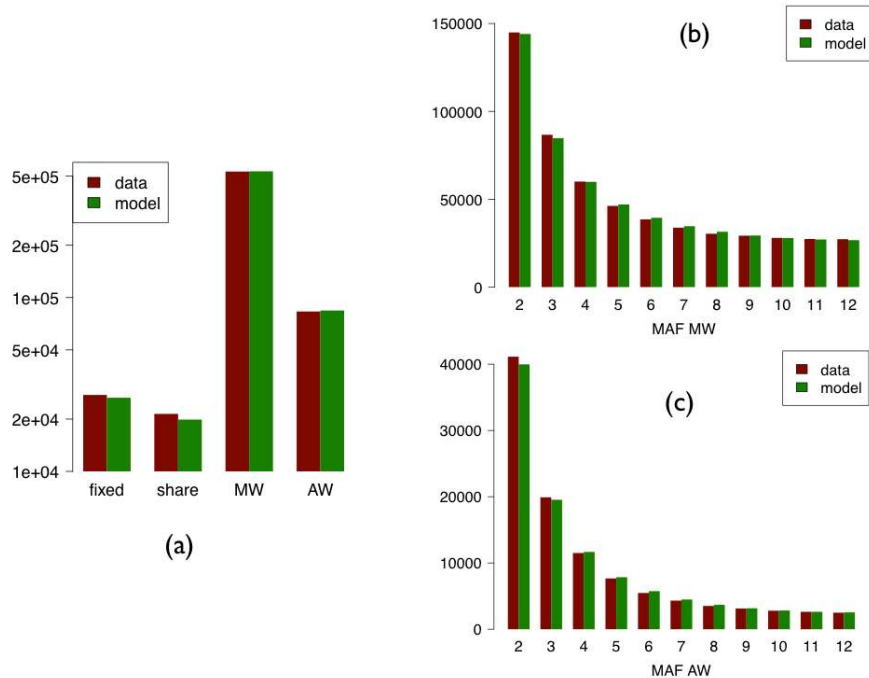 data
model
5e+05
2e+05
1e+05
5e+04
2e+04
1e+04
fixed share MW AW
(a)
(b)
data
model
150000
100000
50000
0
2 3 4 5 6 7 8 9 10 11 12
MAF MW
(c)
data
model
40000
30000
20000
10000
0
2 3 4 5 6 7 8 9 10 11 12
MAF AW